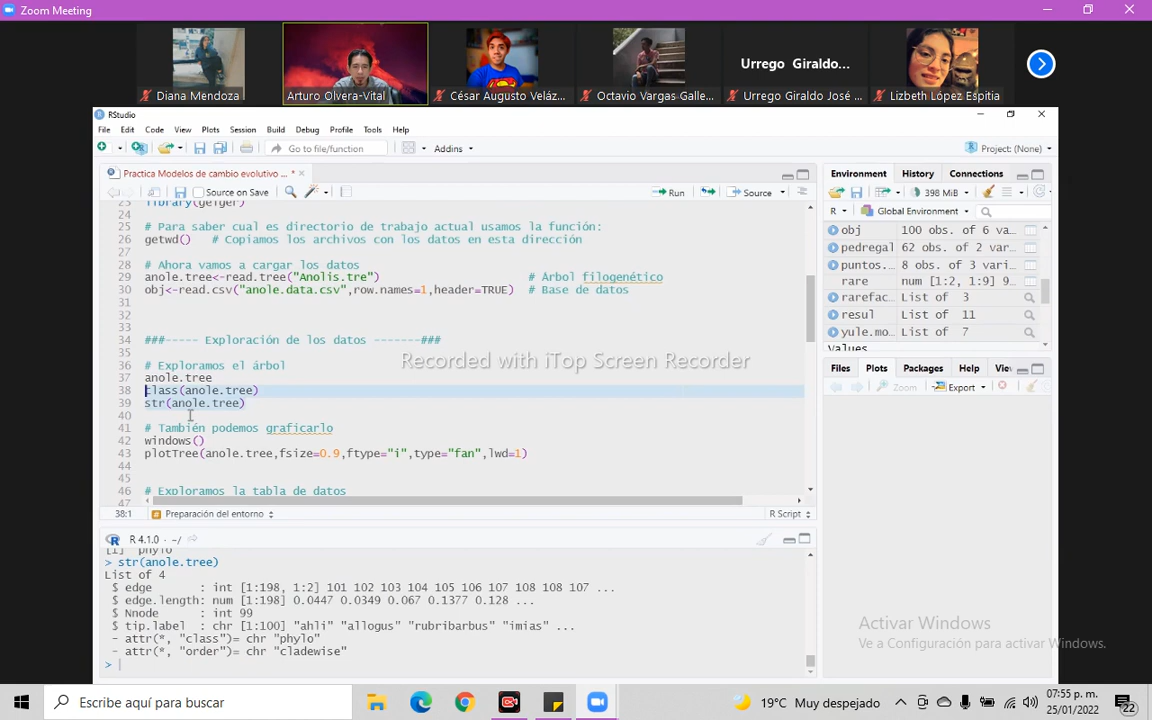 Zoom Meeting
Diana Mendoza
Arturo Olvera-Vital
César Augusto Veláz...
Octavio Vargas-Galle...
Urrego Giraldo...
Urrego Giraldo José ...
Lizbeth López Espitia
RStudio
File Edit Code View Plots Session Build Debug Profile Tools Help
Go to file/function
Addins
Project: (None)
Practica Modelos de cambio evolutivo ... *
Source on Save
Run
Source
23 library(geiger)
24
25 # Para saber cual es directorio de trabajo actual usamos la función:
26 getwd() # Copiamos los archivos con los datos en esta dirección
27
28 # Ahora vamos a cargar los datos
29 anole.tree<-read.tree("Anolis.tre") # Árbol filogenético
30 obj<-read.csv("anole.data.csv",row.names=1,header=TRUE) # Base de datos
31
32
33
34 ###----- Exploración de los datos -------###
35
36 # Exploramos el árbol
37 anole.tree
38 class(anole.tree)
39 str(anole.tree)
40
41 # También podemos graficarlo
42 windows()
43 plotTree(anole.tree,fsize=0.9,ftype="i",type="fan",lwd=1)
44
45
46 # Exploramos la tabla de datos
47
38:1 # Preparación del entorno R Script
Recorded with iTop Screen Recorder
R 4.1.0 · ~/
[1] "phylo"
> str(anole.tree)
List of 4
$ edge : int [1:198, 1:2] 101 102 103 104 105 106 107 108 108 107 ...
$ edge.length: num [1:198] 0.0447 0.0349 0.067 0.1377 0.128 ...
$ Nnode : int 99
$ tip.label : chr [1:100] "ahli" "allogus" "rubribarbus" "imias" ...
- attr(*, "class")= chr "phylo"
- attr(*, "order")= chr "cladewise"
>
Environment History Connections
398 MiB
R Global Environment
obj 100 obs. of 6 va...
pedregal 62 obs. of 2 var...
puntos... 8 obs. of 3 vari...
rare num [1:2, 1:9] 9...
rarefac... List of 3
resul List of 11
yule.mo... List of 7
Values
Files Plots Packages Help Vie
Zoom Export
Activar Windows
Ve a Configuración para activar Windows.
Escribe aquí para buscar
19°C Muy despejado
07:55 p. m.
25/01/2022
22